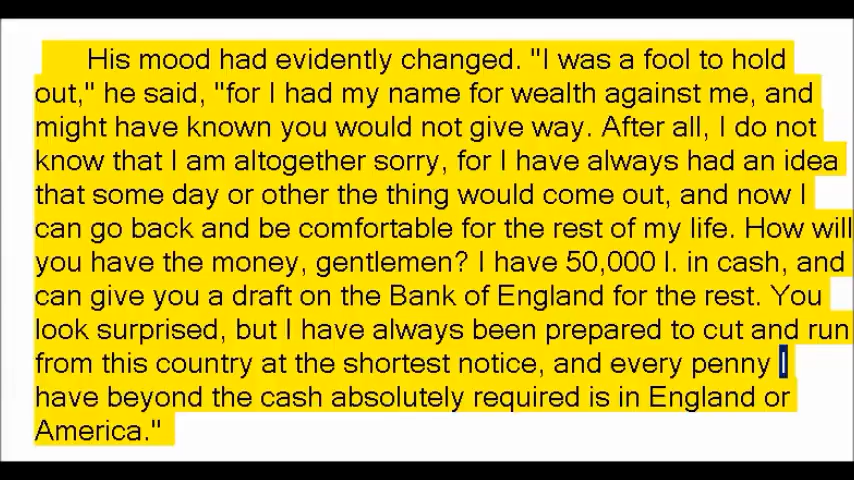 His mood had evidently changed. "I was a fool to hold
out," he said, "for I had my name for wealth against me, and
might have known you would not give way. After all, I do not
know that I am altogether sorry, for I have always had an idea
that some day or other the thing would come out, and now I
can go back and be comfortable for the rest of my life. How will
you have the money, gentlemen? I have 50,000 l. in cash, and
can give you a draft on the Bank of England for the rest. You
look surprised, but I have always been prepared to cut and run
from this country at the shortest notice, and every penny I
have beyond the cash absolutely required is in England or
America."